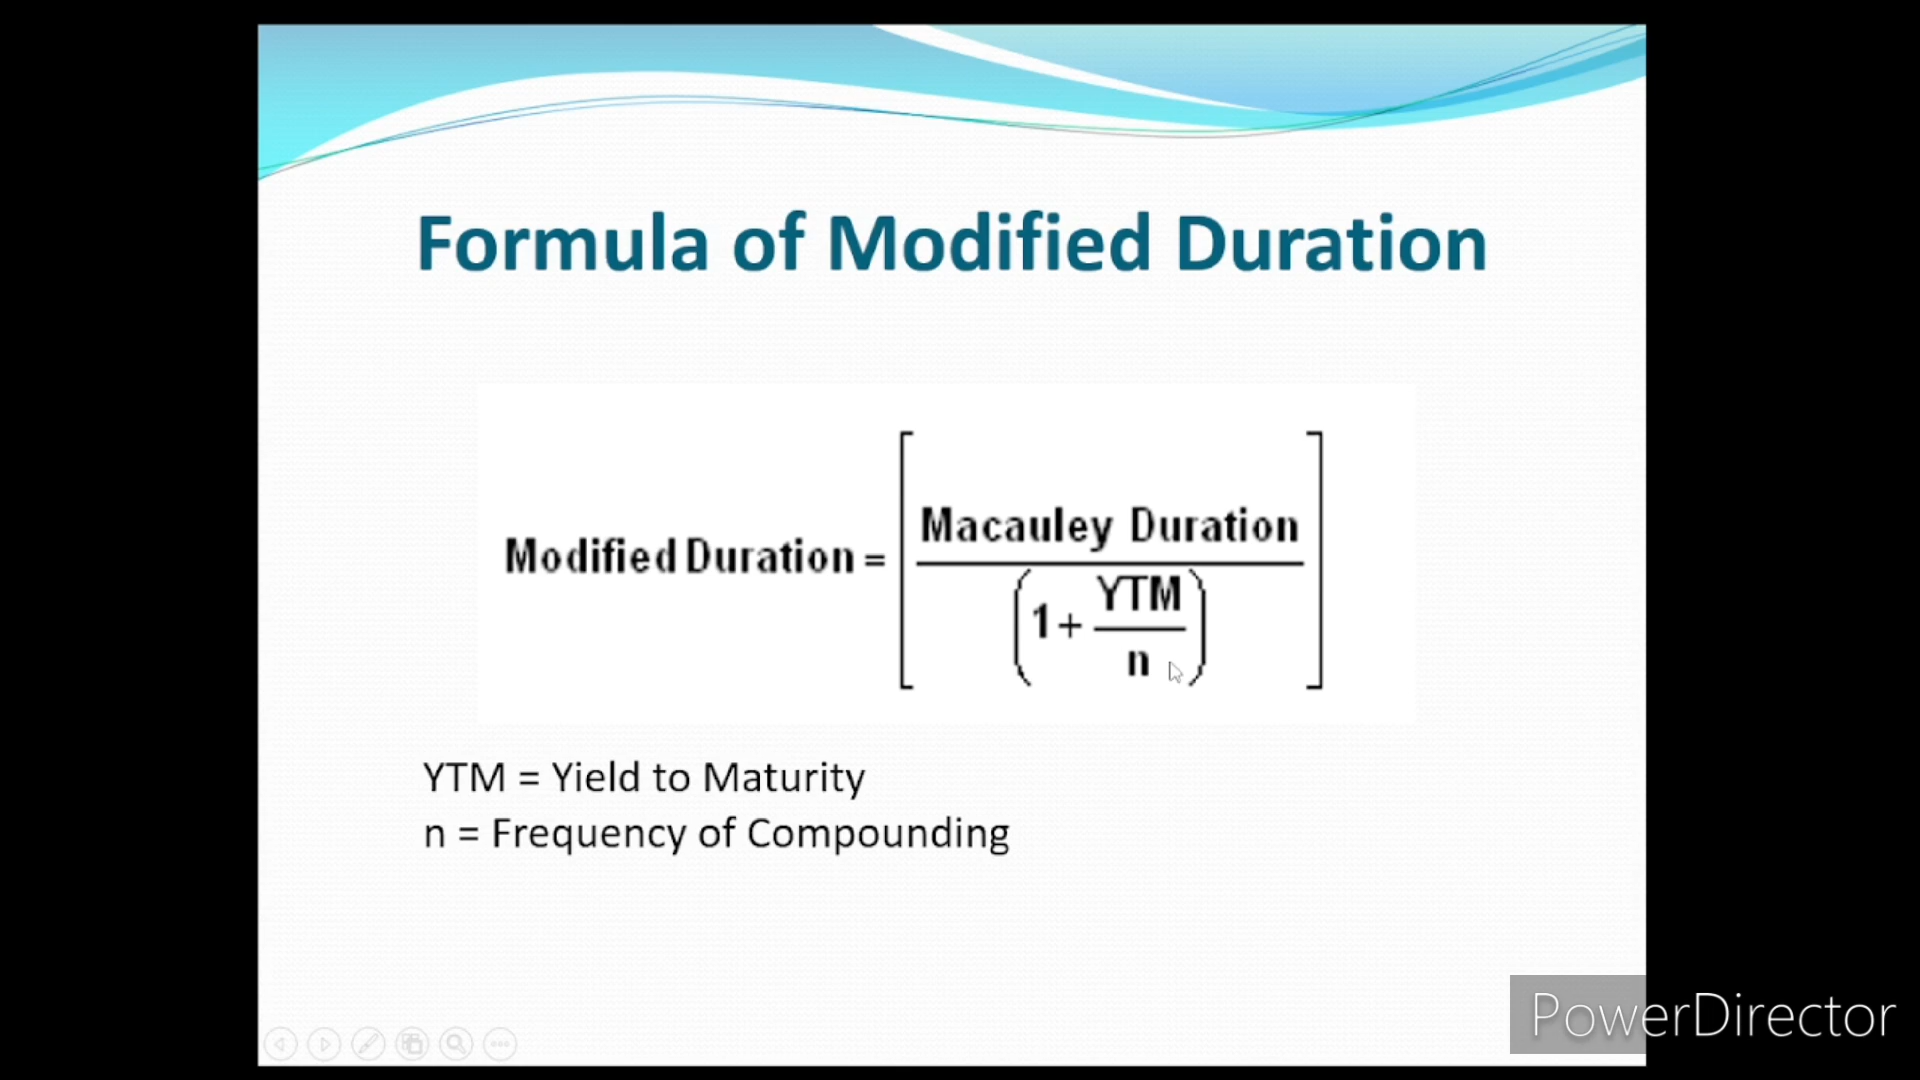 Formula of Modified Duration
Modified Duration = [ Macauley Duration / ( 1 + YTM / n ) ]
YTM = Yield to Maturity
n = Frequency of Compounding
PowerDirector